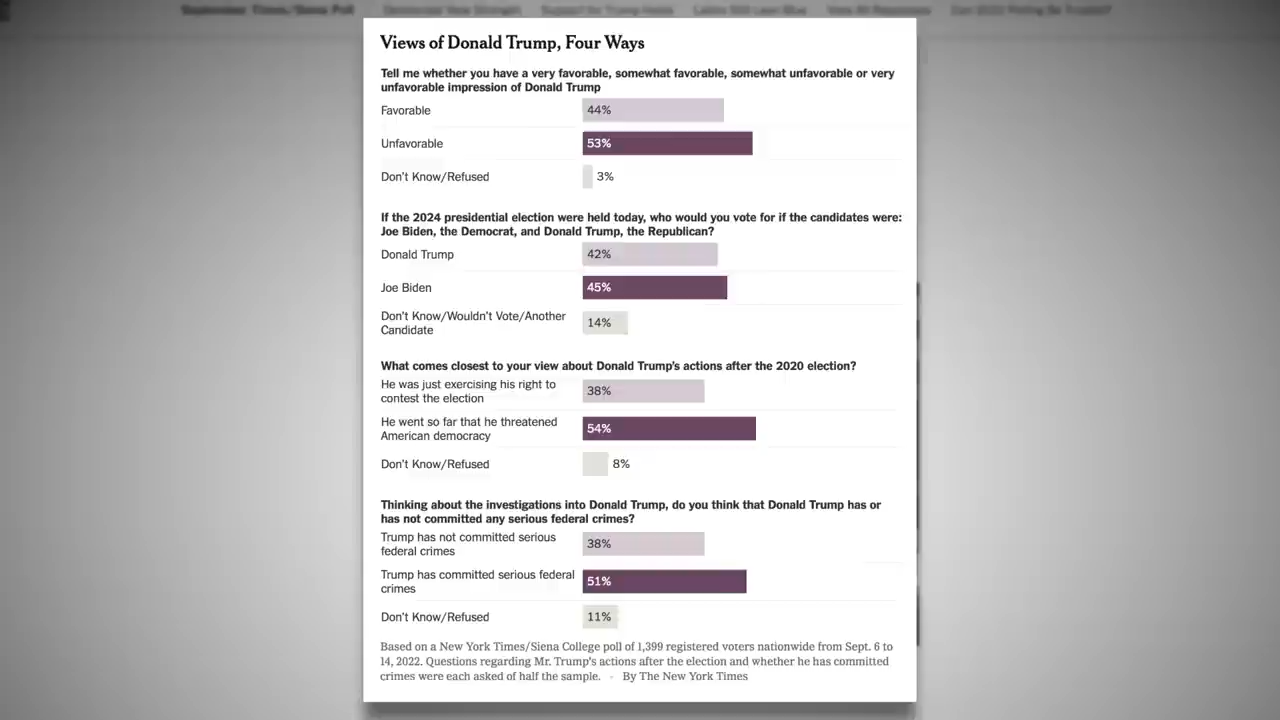 September Times/Siena Poll
Views of Donald Trump, Four Ways
Tell me whether you have a very favorable, somewhat favorable, somewhat unfavorable or very
unfavorable impression of Donald Trump
Favorable
44%
Unfavorable
53%
Don't Know/Refused
3%
If the 2024 presidential election were held today, who would you vote for if the candidates were:
Joe Biden, the Democrat, and Donald Trump, the Republican?
Donald Trump
42%
Joe Biden
45%
Don't Know/Wouldn't Vote/Another
Candidate
14%
What comes closest to your view about Donald Trump's actions after the 2020 election?
He was just exercising his right to
contest the election
38%
He went so far that he threatened
American democracy
54%
Don't Know/Refused
8%
Thinking about the investigations into Donald Trump, do you think that Donald Trump has or
has not committed any serious federal crimes?
Trump has not committed serious
federal crimes
38%
Trump has committed serious federal
crimes
51%
Don't Know/Refused
11%
Based on a New York Times/Siena College poll of 1,399 registered voters nationwide from Sept. 6 to
14, 2022. Questions regarding Mr. Trump's actions after the election and whether he has committed
crimes were each asked of half the sample. · By The New York Times